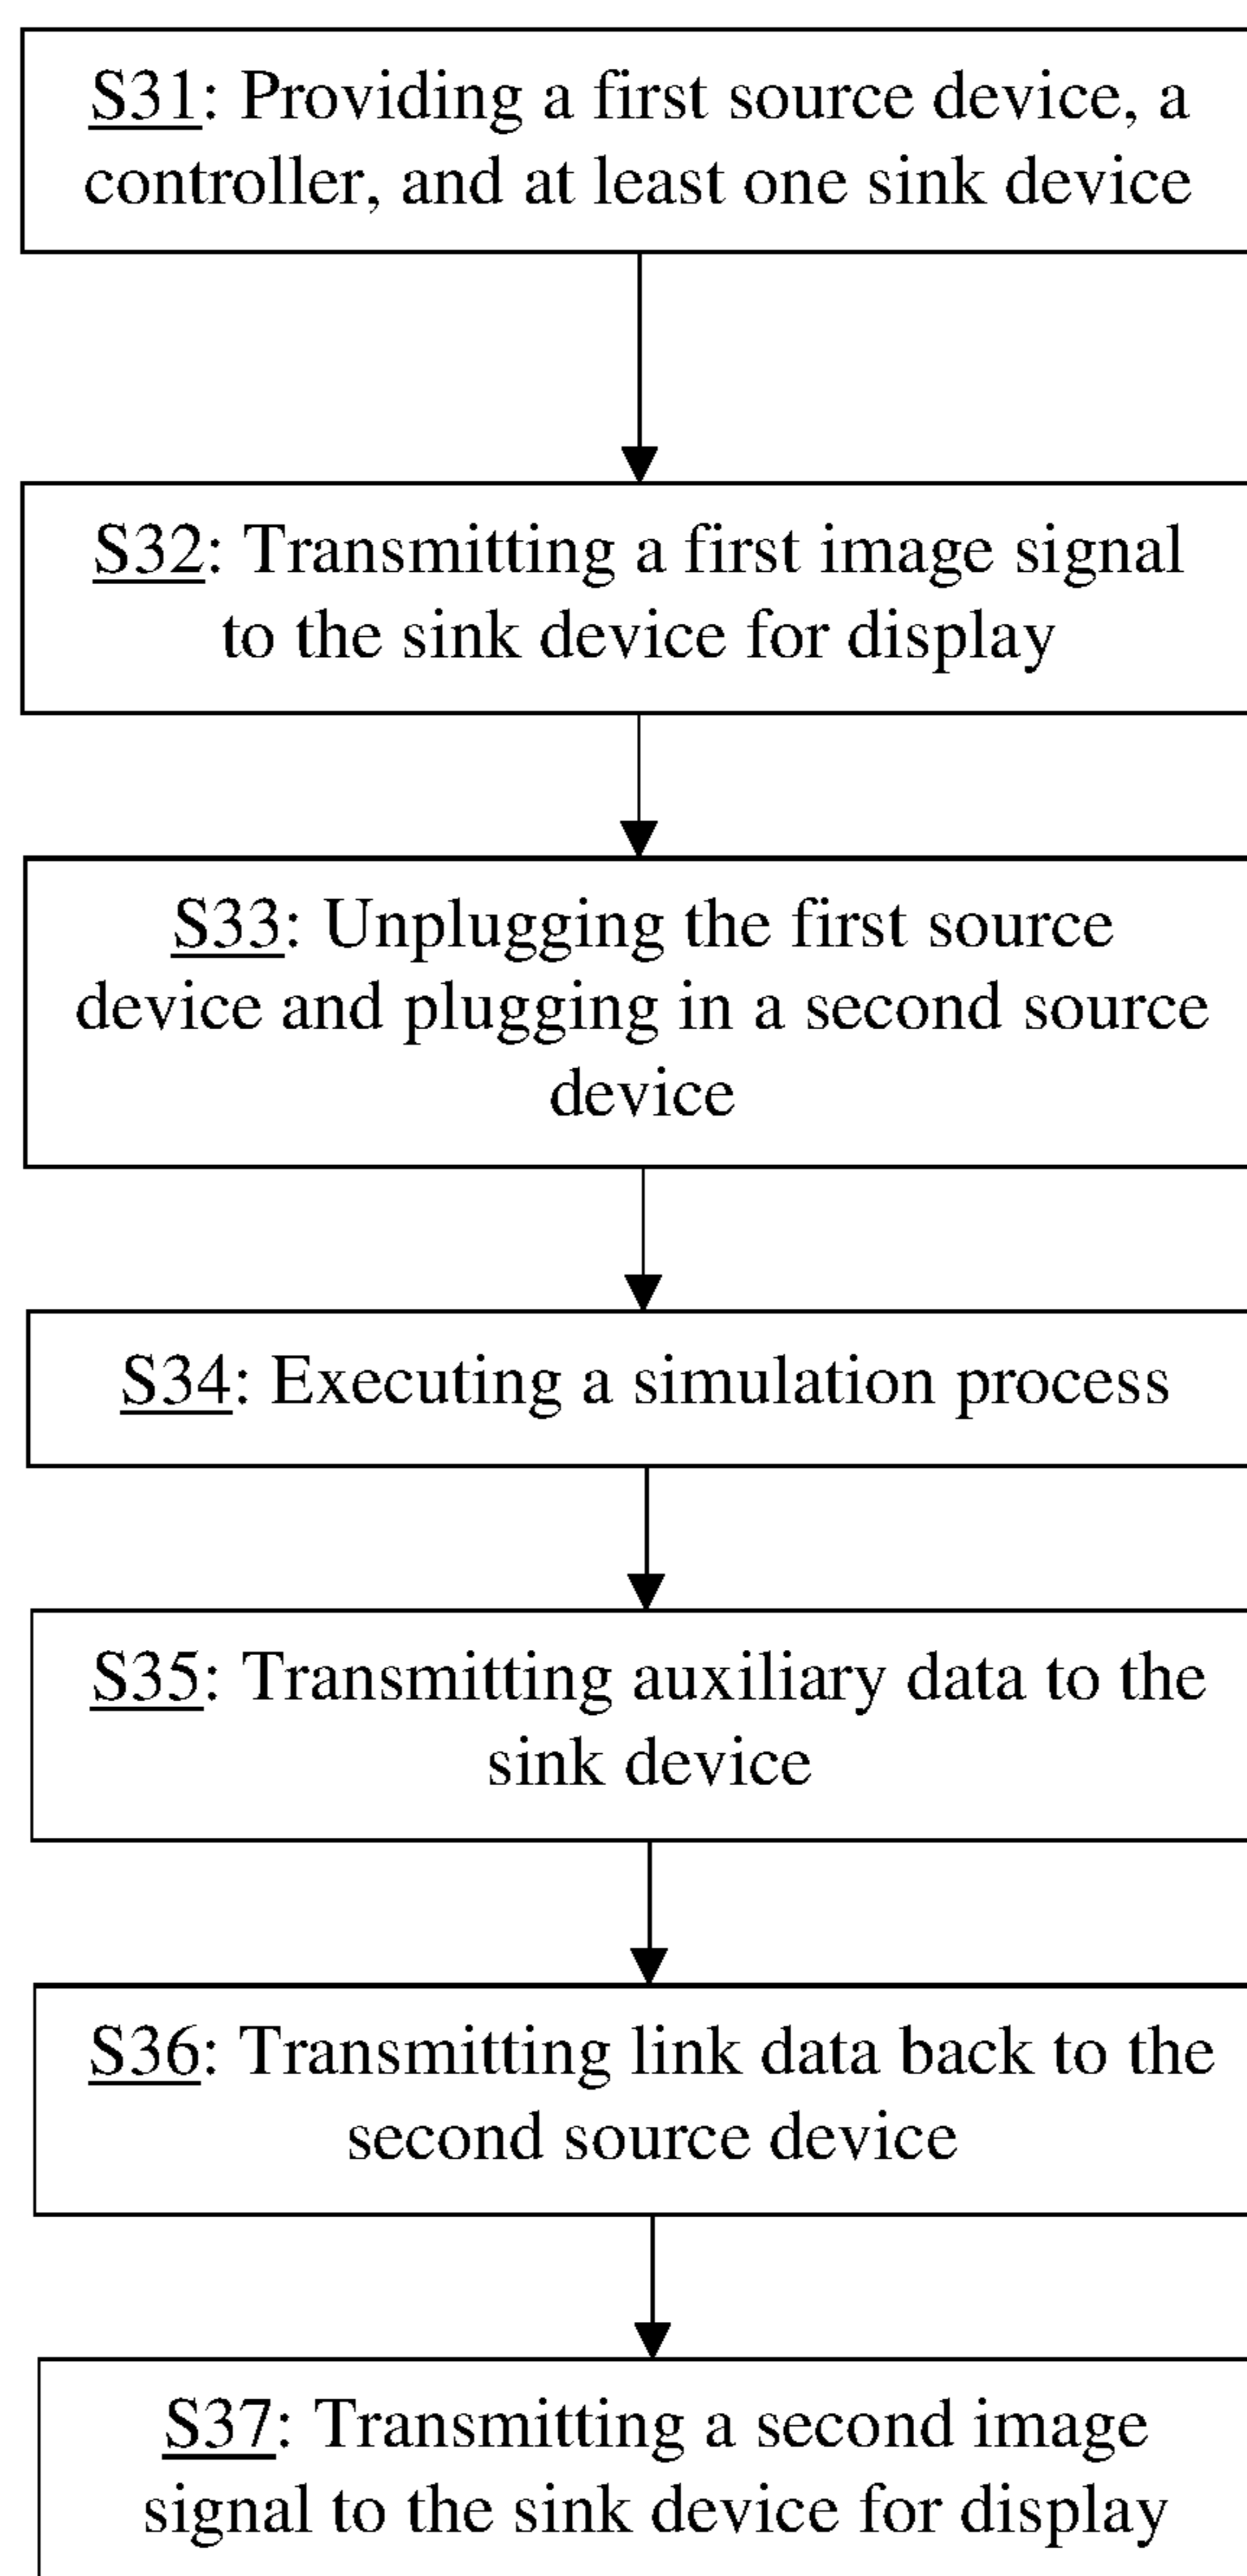 S31: Providing a first source device, a
controller, and at least one sink device
S32: Transmitting a first image signal
to the sink device for display
S33: Unplugging the first source
device and plugging in a second source
device
S34: Executing a simulation process
S35: Transmitting auxiliary data to the
sink device
S36: Transmitting link data back to the
second source device
S37: Transmitting a second image
signal to the sink device for display